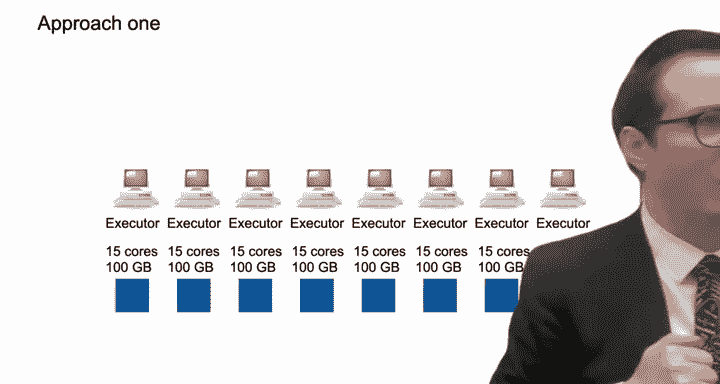 Approach one
Executor Executor Executor Executor Executor Executor Executor Executor
15 cores 15 cores 15 cores 15 cores 15 cores 15 cores 15 cores
100 GB 100 GB 100 GB 100 GB 100 GB 100 GB 100 GB